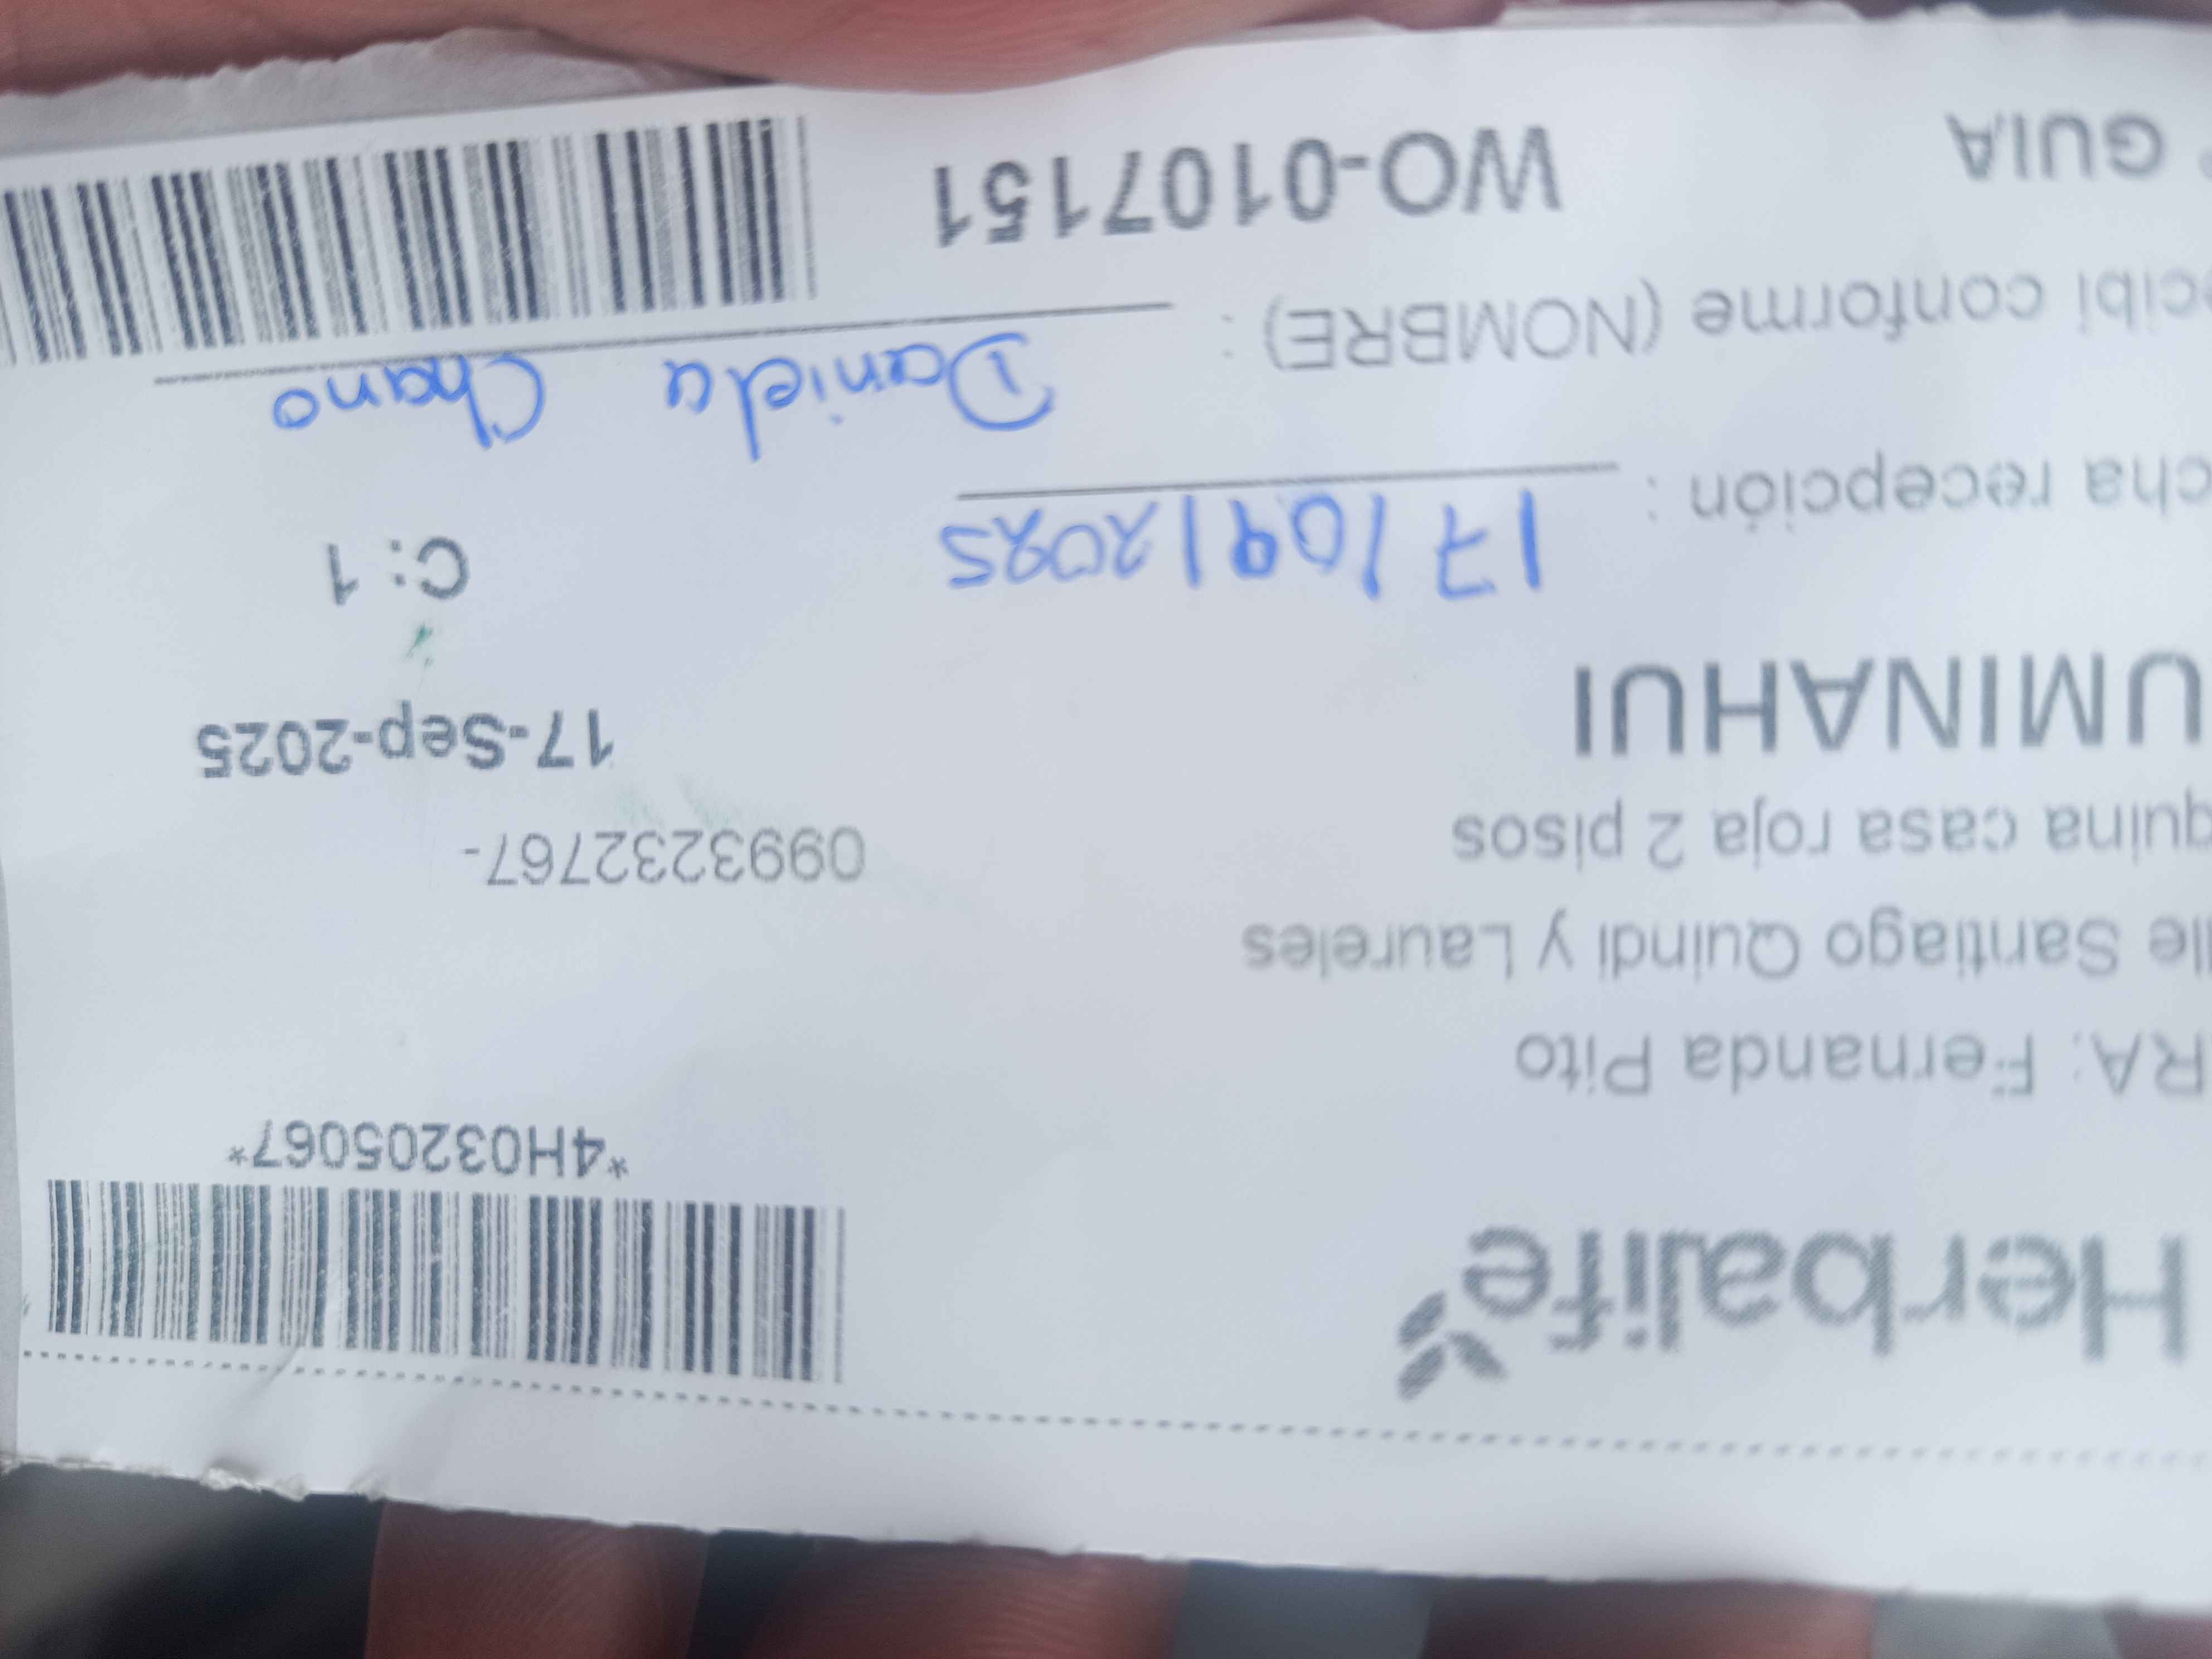 Herbalife
*4H03205067*
RA: Fernanda Pito
lle Santiago Quindi y Laureles
quina casa roja 2 pisos
0993232767-
UMINAHUI
17-Sep-2025
C: 1
cha recepción : 17/09/2025
cibi conforme (NOMBRE) : Daniela Chano
GUIA WO-0107151